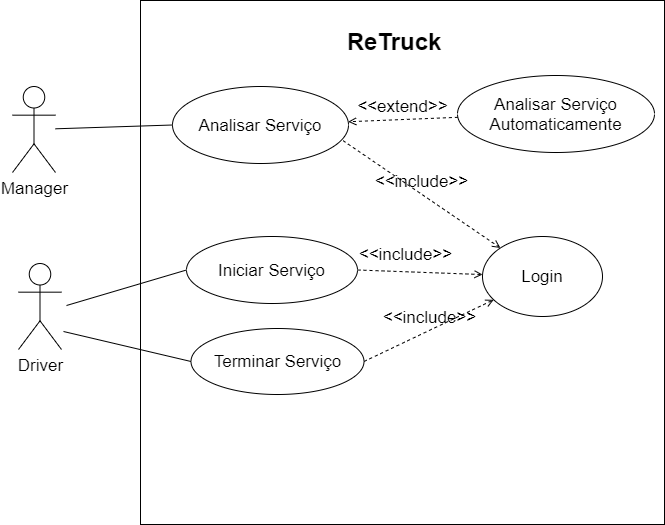 ReTruck
<<extend>>
Analisar Serviço
Automaticamente
Analisar Serviço
Manager
<<include>>
<<include>>
Iniciar Serviço
Login
<<include>>
Terminar Serviço
Driver